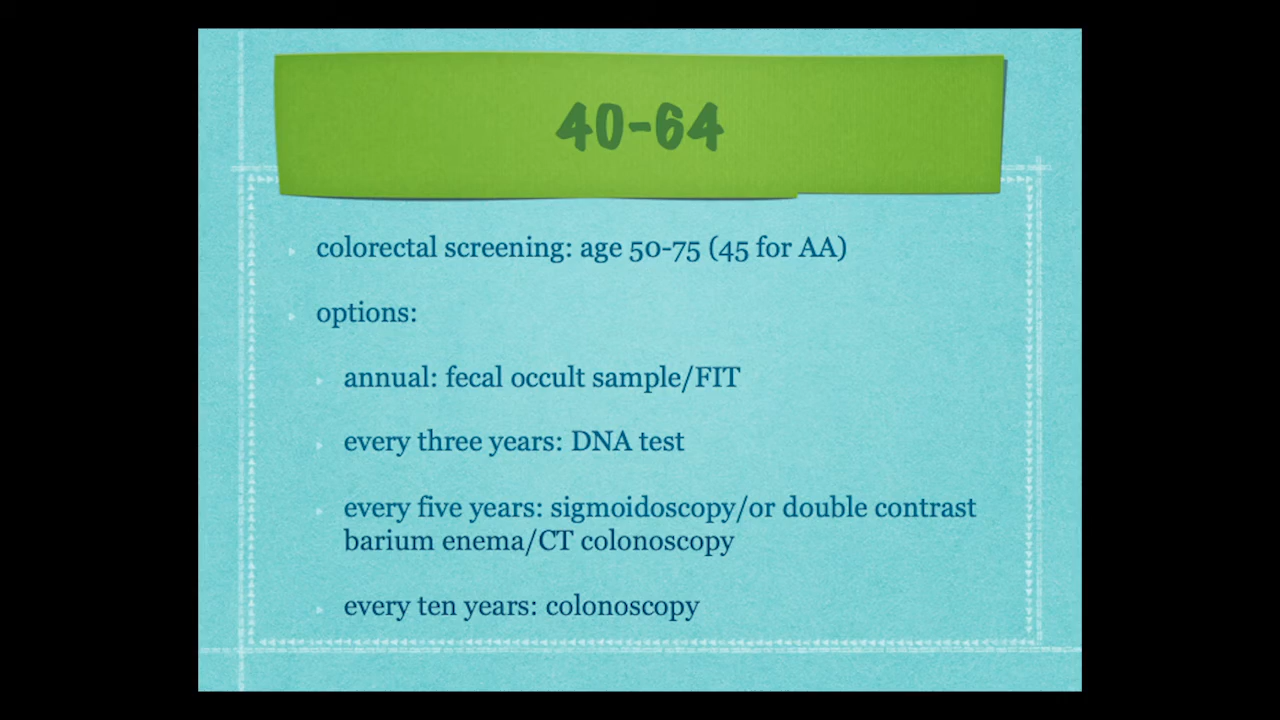 40-64
colorectal screening: age 50-75 (45 for AA)
options:
annual: fecal occult sample/FIT
every three years: DNA test
every five years: sigmoidoscopy/or double contrast
barium enema/CT colonoscopy
every ten years: colonoscopy